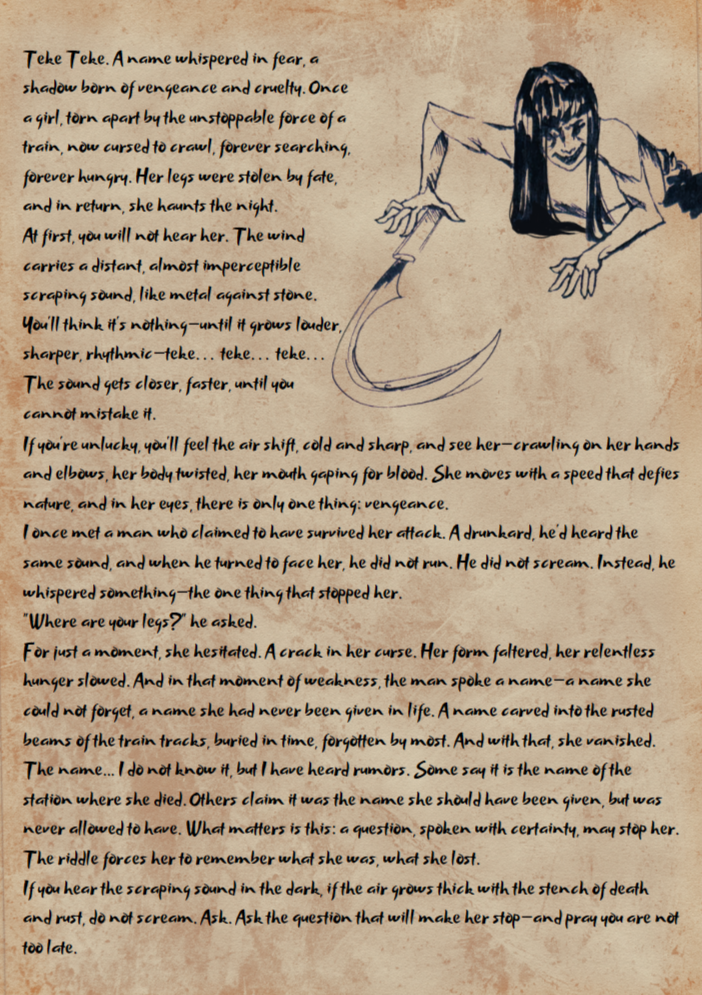 Teke Teke. A name whispered in fear, a
shadow born of vengeance and cruelty. Once
a girl, torn apart by the unstoppable force of a
train, now cursed to crawl, forever searching,
forever hungry. Her legs were stolen by fate,
and in return, she haunts the night.
At first, you will not hear her. The wind
carries a distant, almost imperceptible
scraping sound, like metal against stone.
You'll think it's nothing—until it grows louder,
sharper, rhythmic—teke... teke... teke...
The sound gets closer, faster, until you
cannot mistake it.
If you're unlucky, you'll feel the air shift, cold and sharp, and see her—crawling on her hands
and elbows, her body twisted, her mouth gaping for blood. She moves with a speed that defies
nature, and in her eyes, there is only one thing: vengeance.
I once met a man who claimed to have survived her attack. A drunkard, he'd heard the
same sound, and when he turned to face her, he did not run. He did not scream. Instead, he
whispered something—the one thing that stopped her.
"Where are your legs?" he asked.
For just a moment, she hesitated. A crack in her curse. Her form faltered, her relentless
hunger slowed. And in that moment of weakness, the man spoke a name—a name she
could not forget, a name she had never been given in life. A name carved into the rusted
beams of the train tracks, buried in time, forgotten by most. And with that, she vanished.
The name... I do not know it, but I have heard rumors. Some say it is the name of the
station where she died. Others claim it was the name she should have been given, but was
never allowed to have. What matters is this: a question, spoken with certainty, may stop her.
The riddle forces her to remember what she was, what she lost.
If you hear the scraping sound in the dark, if the air grows thick with the stench of death
and rust, do not scream. Ask. Ask the question that will make her stop—and pray you are not
too late.